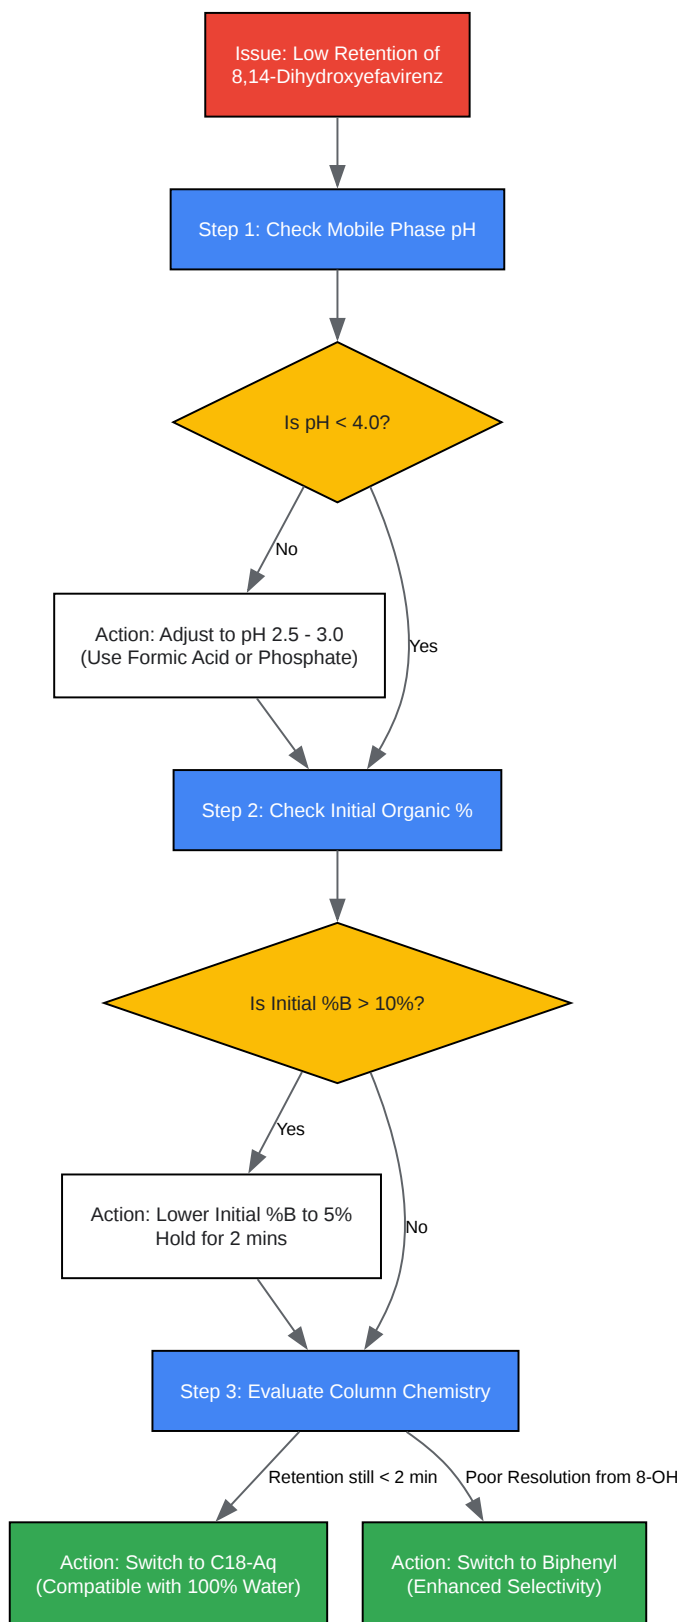 Issue: Low Retention of
8,14-Dihydroxyefavirenz
Step 1: Check Mobile Phase pH
Is pH < 4.0?
No
Action: Adjust to pH 2.5 - 3.0
(Use Formic Acid or Phosphate)
Yes
Step 2: Check Initial Organic %
Is Initial %B > 10%?
Yes
Action: Lower Initial %B to 5%
Hold for 2 mins
No
Step 3: Evaluate Column Chemistry
Retention still < 2 min
Poor Resolution from 8-OH
Action: Switch to C18-Aq
(Compatible with 100% Water)
Action: Switch to Biphenyl
(Enhanced Selectivity)